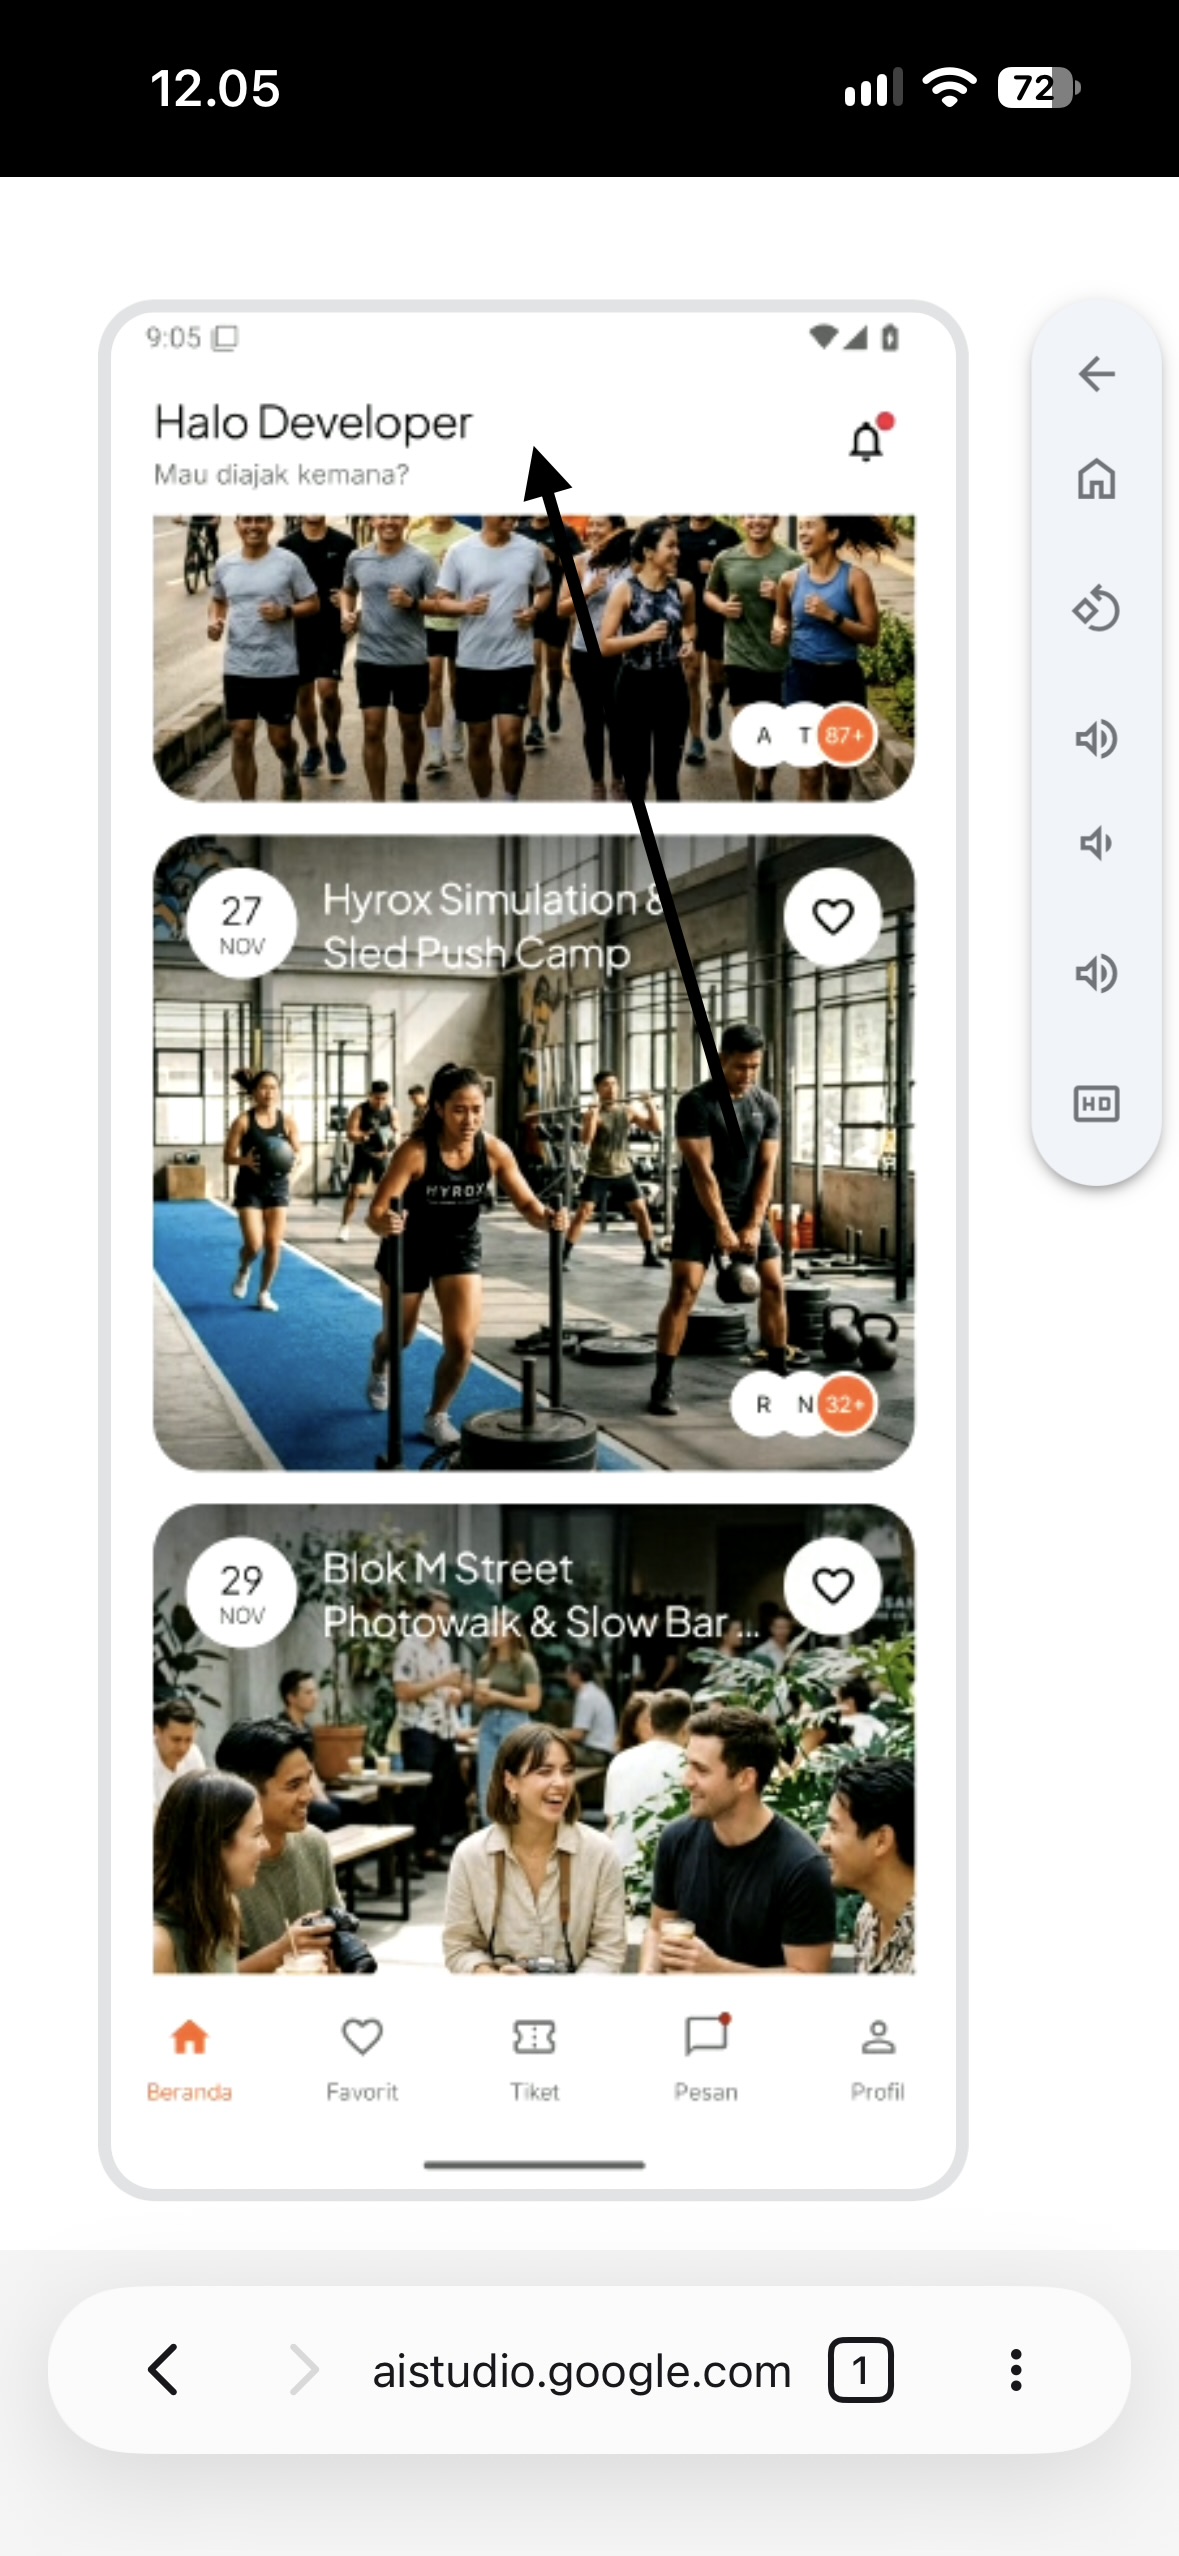 12.05
72
9:05
Halo Developer
Mau diajak kemana?
A T 87+
27
NOV
Hyrox Simulation &
Sled Push Camp
HYROX
R N 32+
29
NOV
Blok M Street
Photowalk & Slow Bar ...
Beranda
Favorit
Tiket
Pesan
Profil
HD
aistudio.google.com
1